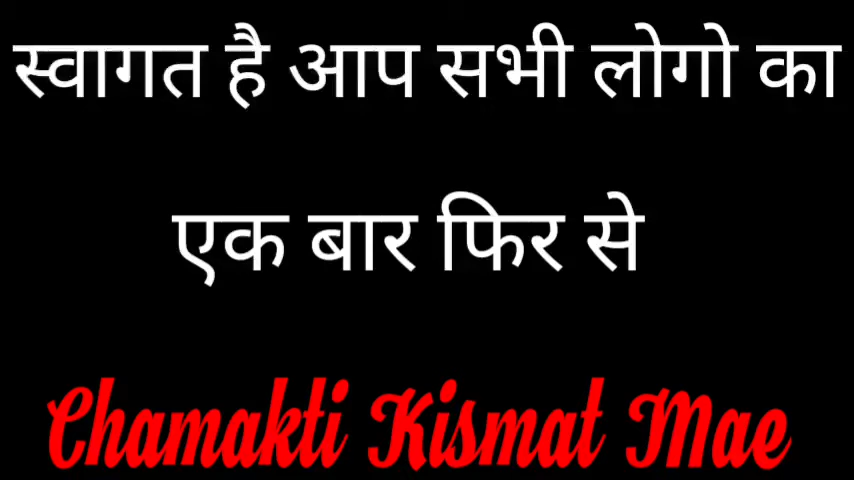 स्वागत है आप सभी लोगो का
एक बार फिर से
Chamakti Kismat Mae